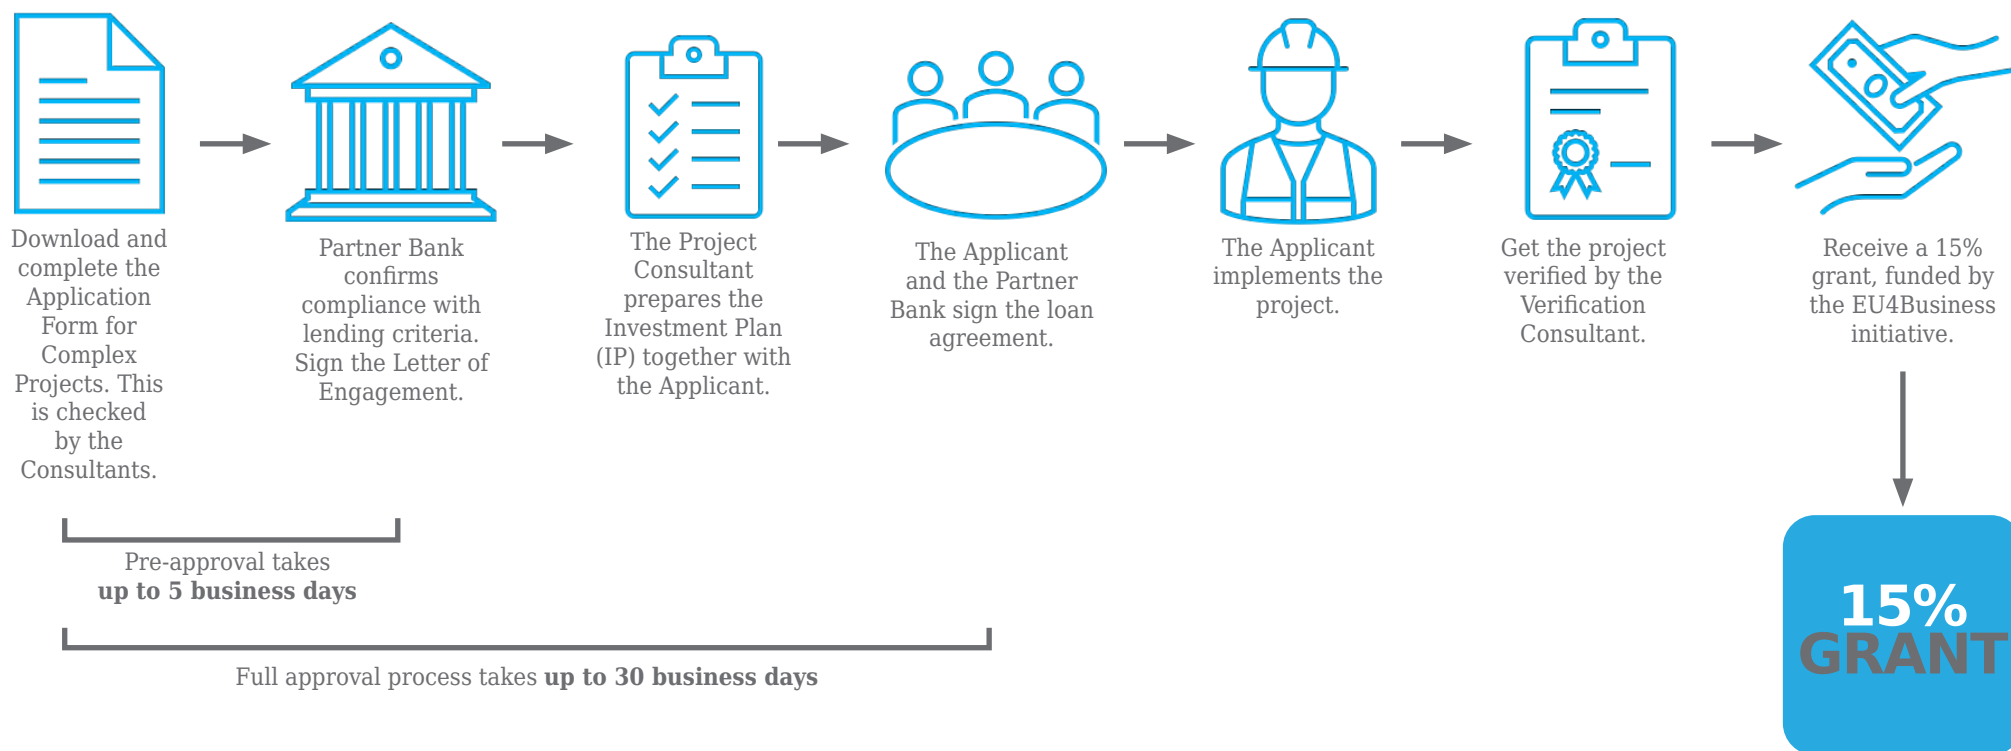 Download and
complete the
Application
Form for
Complex
Projects. This
is checked
by the
Consultants.
Partner Bank
confirms
compliance with
lending criteria.
Sign the Letter of
Engagement.
The Project
Consultant
prepares the
Investment Plan
(IP) together with
the Applicant.
The Applicant
and the Partner
Bank sign the loan
agreement.
The Applicant
implements the
project.
Get the project
verified by the
Verification
Consultant.
Receive a 15%
grant, funded by
the EU4Business
initiative.
Pre-approval takes
up to 5 business days
Full approval process takes up to 30 business days
15%
GRANT